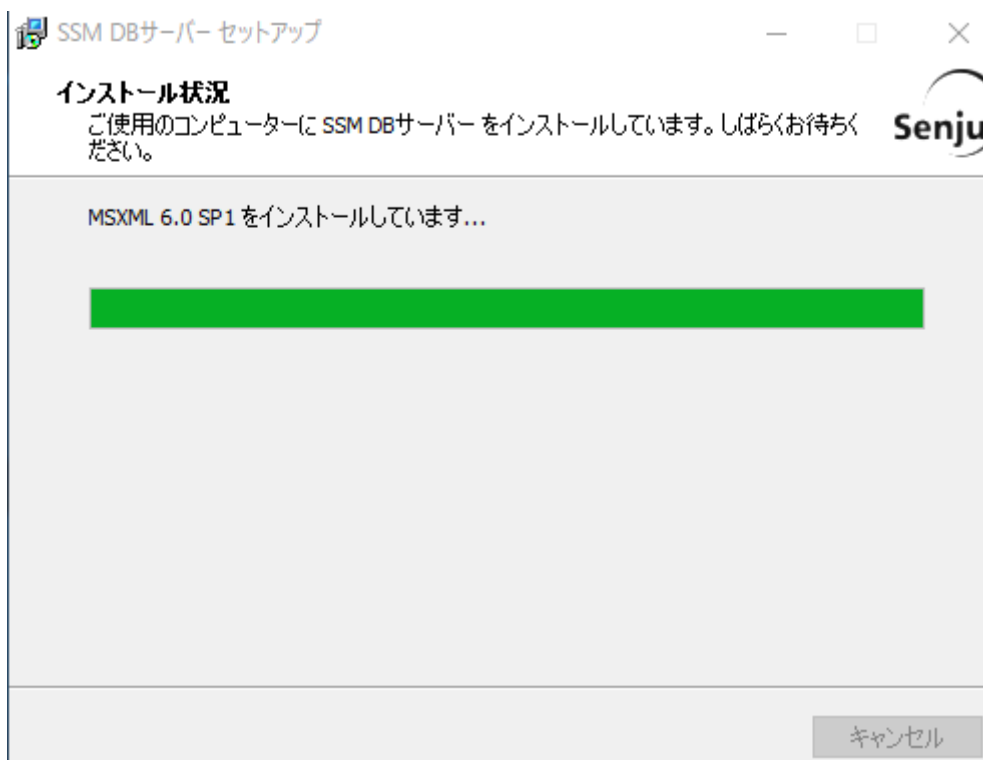 SSM DBサーバー セットアップ
インストール状況
ご使用のコンピューターに SSM DBサーバー をインストールしています。しばらくお待ちく
ださい。
Senju
MSXML 6.0 SP1 をインストールしています...
キャンセル